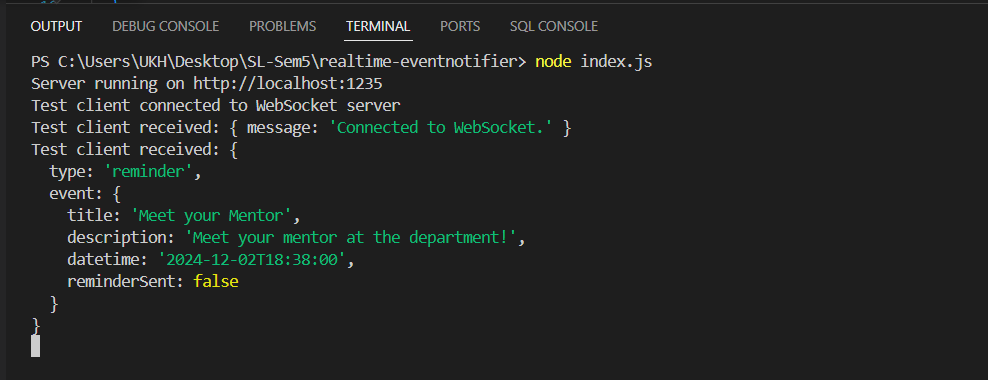 OUTPUT DEBUG CONSOLE PROBLEMS TERMINAL PORTS SQL CONSOLE
PS C:\Users\UKH\Desktop\SL-Sem5\realtime-eventnotifier> node index.js
Server running on http://localhost:1235
Test client connected to WebSocket server
Test client received: { message: 'Connected to WebSocket.' }
Test client received: {
  type: 'reminder',
  event: {
    title: 'Meet your Mentor',
    description: 'Meet your mentor at the department!',
    datetime: '2024-12-02T18:38:00',
    reminderSent: false
  }
}